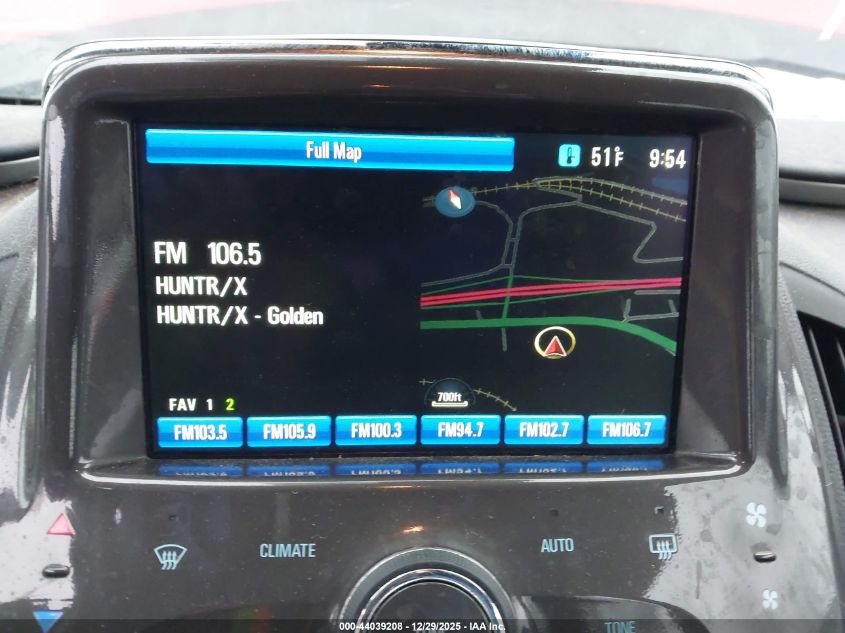 Full Map
51°F 9:54
FM 106.5
HUNTR/X
HUNTR/X - Golden
700ft
FAV 1 2
FM103.5 FM105.9 FM100.3 FM94.7 FM102.7 FM106.7
CLIMATE AUTO
TONE
000-44039208 - 12/29/2025 - IAA Inc.